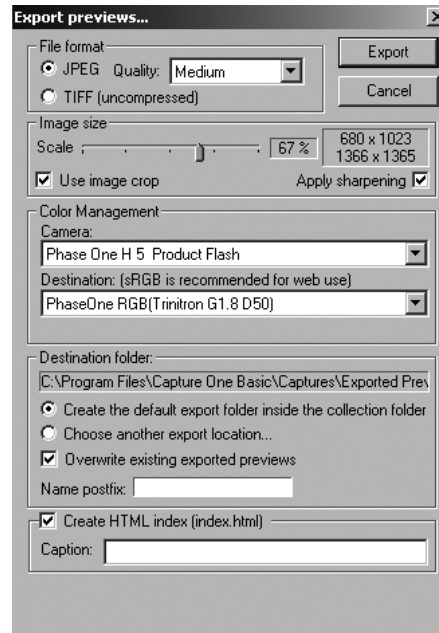 Export previews...
File format
Export
JPEG Quality: Medium
Cancel
TIFF (uncompressed)
Image size
Scale 67 % 680 x 1023
1366 x 1365
Use image crop Apply sharpening
Color Management
Camera:
Phase One H 5 Product Flash
Destination: (sRGB is recommended for web use)
PhaseOne RGB(Trinitron G1.8 D50)
Destination folder:
C:\Program Files\Capture One Basic\Captures\Exported Prev
Create the default export folder inside the collection folder
Choose another export location...
Overwrite existing exported previews
Name postfix:
Create HTML index (index.html)
Caption: